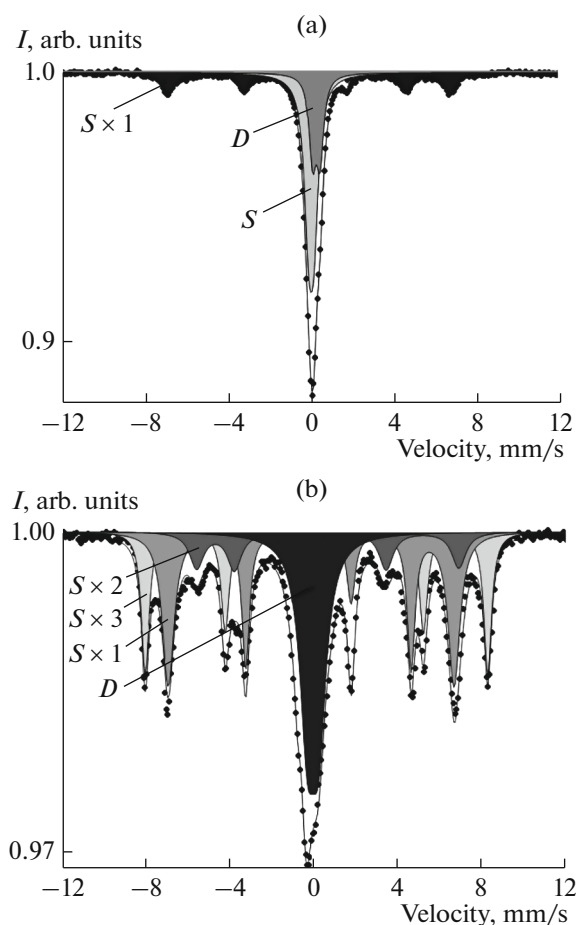 (a)
I, arb. units
1.0
S × 1
D
S
0.9
−12 −8 −4 0 4 8 12
Velocity, mm/s
(b)
I, arb. units
1.00
S × 2
S × 3
S × 1
D
0.97
−12 −8 −4 0 4 8 12
Velocity, mm/s